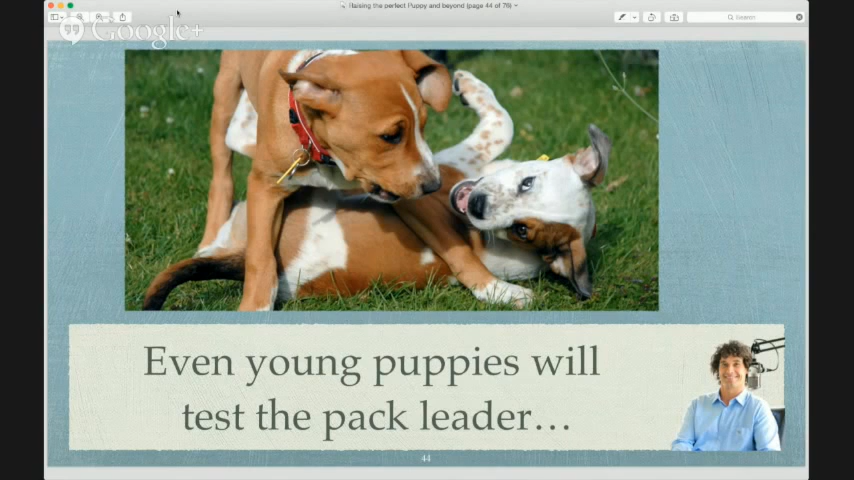 Raising the perfect Puppy and beyond (page 44 of 76)
Search
Google+
Even young puppies will
test the pack leader…
44